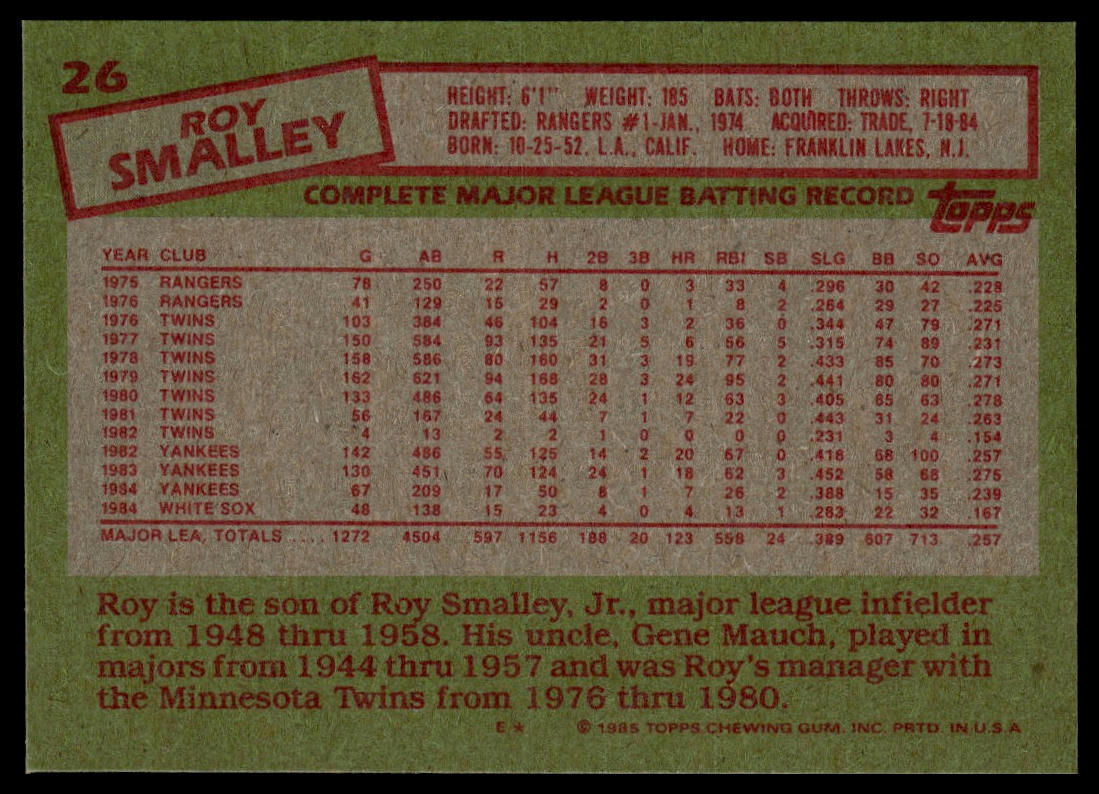 26
ROY
SMALLEY
HEIGHT: 6'1" WEIGHT: 185 BATS: BOTH THROWS: RIGHT
DRAFTED: RANGERS #1-JAN., 1974 ACQUIRED: TRADE, 7-18-84
BORN: 10-25-52, L.A., CALIF. HOME: FRANKLIN LAKES, N.J.
COMPLETE MAJOR LEAGUE BATTING RECORD topps
YEAR CLUB G AB R H 2B 3B HR RBI SB SLG BB SO AVG
1975 RANGERS 78 250 22 57 8 0 3 33 4 .296 30 42 .228
1976 RANGERS 41 129 15 29 2 0 1 8 2 .264 29 27 .225
1976 TWINS 103 384 46 104 16 3 2 36 0 .344 47 79 .271
1977 TWINS 150 584 93 135 21 5 6 56 5 .315 74 89 .231
1978 TWINS 158 586 80 160 31 3 19 77 2 .433 85 70 .273
1979 TWINS 162 621 94 168 28 3 24 95 2 .441 80 80 .271
1980 TWINS 133 486 64 135 24 1 12 63 3 .405 65 63 .278
1981 TWINS 56 167 24 44 7 1 7 22 0 .443 31 24 .263
1982 TWINS 4 13 2 2 1 0 0 0 0 .231 3 4 .154
1982 YANKEES 142 486 55 125 14 2 20 67 0 .418 68 100 .257
1983 YANKEES 130 451 70 124 24 1 18 62 3 .452 58 68 .275
1984 YANKEES 67 209 17 50 8 1 7 26 2 .388 15 35 .239
1984 WHITE SOX 48 138 15 23 4 0 4 13 1 .283 22 32 .167
MAJOR LEA. TOTALS .... 1272 4504 597 1156 188 20 123 558 24 .389 607 713 .257
Roy is the son of Roy Smalley, Jr., major league infielder
from 1948 thru 1958. His uncle, Gene Mauch, played in
majors from 1944 thru 1957 and was Roy's manager with
the Minnesota Twins from 1976 thru 1980.
E * © 1985 TOPPS CHEWING GUM, INC. PRTD. IN U.S.A